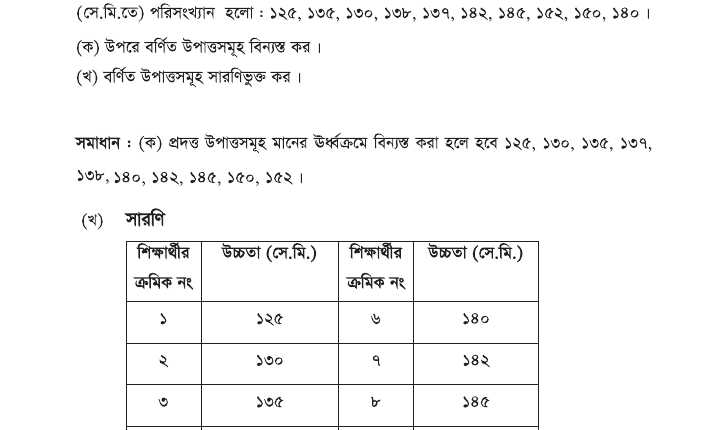 (সে.মি.তে) পরিসংখ্যান হলো : ১২৫, ১৩৫, ১৩০, ১৩৮, ১৩৭, ১৪২, ১৪৫, ১৫২, ১৫০, ১৪০ ।
(ক) উপরে বর্ণিত উপাত্তসমূহ বিন্যস্ত কর ।
(খ) বর্ণিত উপাত্তসমূহ সারণিভুক্ত কর ।
সমাধান : (ক) প্রদত্ত উপাত্তসমূহ মানের ঊর্ধ্বক্রমে বিন্যস্ত করা হলে হবে ১২৫, ১৩০, ১৩৫, ১৩৭,
১৩৮, ১৪০, ১৪২, ১৪৫, ১৫০, ১৫২ ।
(খ) সারণি
শিক্ষার্থীর উচ্চতা (সে.মি.) শিক্ষার্থীর উচ্চতা (সে.মি.)
ক্রমিক নং ক্রমিক নং
১ ১২৫ ৬ ১৪০
২ ১৩০ ৭ ১৪২
৩ ১৩৫ ৮ ১৪৫